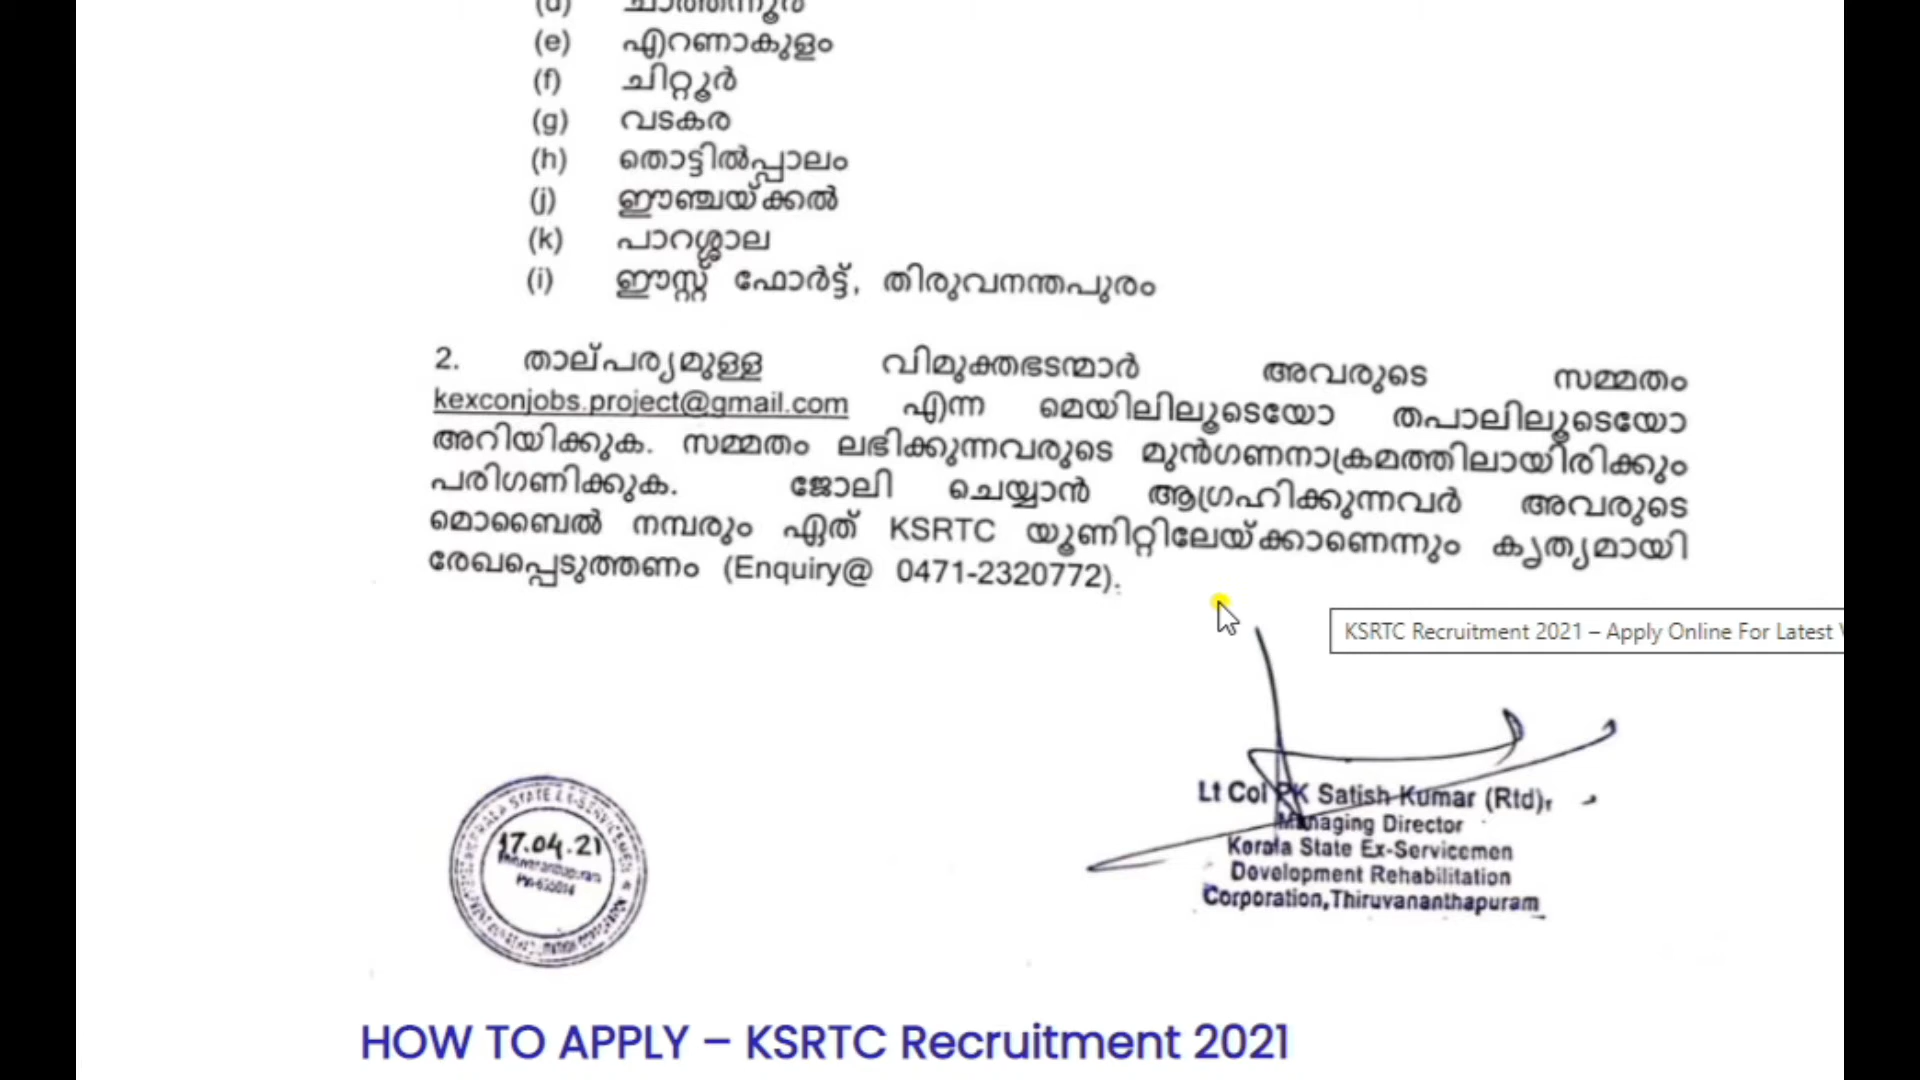 (d) ചാത്തന്നൂർ
(e) എറണാകുളം
(f) ചിറ്റൂർ
(g) വടകര
(h) തൊട്ടിൽപ്പാലം
(j) ഈഞ്ചയ്ക്കൽ
(k) പാറശ്ശാല
(i) ഈസ്റ്റ് ഫോർട്ട്, തിരുവനന്തപുരം
2. താല്പര്യമുള്ള വിമുക്തഭടന്മാർ അവരുടെ സമ്മതം
kexconjobs.project@gmail.com എന്ന മെയിലിലൂടെയോ തപാലിലൂടെയോ
അറിയിക്കുക. സമ്മതം ലഭിക്കുന്നവരുടെ മുൻഗണനാക്രമത്തിലായിരിക്കും
പരിഗണിക്കുക. ജോലി ചെയ്യാൻ ആഗ്രഹിക്കുന്നവർ അവരുടെ
മൊബൈൽ നമ്പരും ഏത് KSRTC യൂണിറ്റിലേയ്ക്കാണെന്നും കൃത്യമായി
രേഖപ്പെടുത്തണം (Enquiry@ 0471-2320772).
KSRTC Recruitment 2021 – Apply Online For Latest
Lt Col PK Satish Kumar (Rtd),
Managing Director
Kerala State Ex-Servicemen
Development Rehabilitation
Corporation,Thiruvananthapuram
17.04.21
Thiruvananthapuram
HOW TO APPLY – KSRTC Recruitment 2021